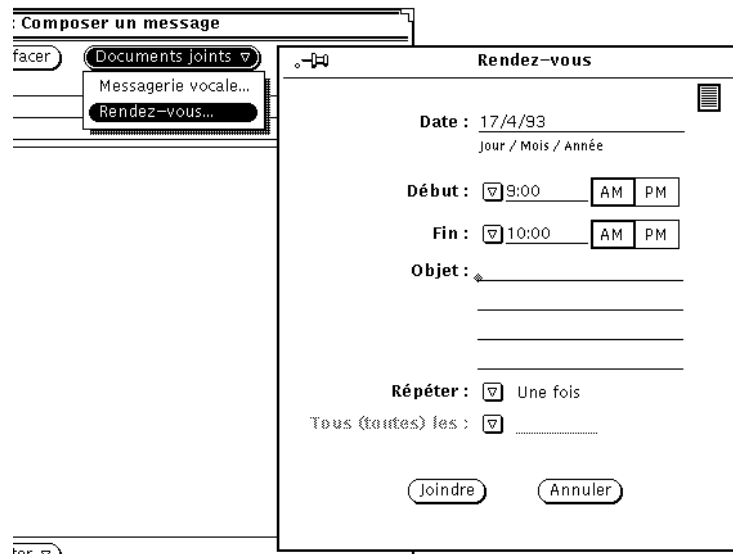 : Composer un message
facer
Documents joints
Messagerie vocale...
Rendez-vous...
Rendez-vous
Date : 17/4/93
Jour / Mois / Année
Début : 9:00 AM PM
Fin : 10:00 AM PM
Objet :
Répéter : Une fois
Tous (toutes) les :
Joindre Annuler